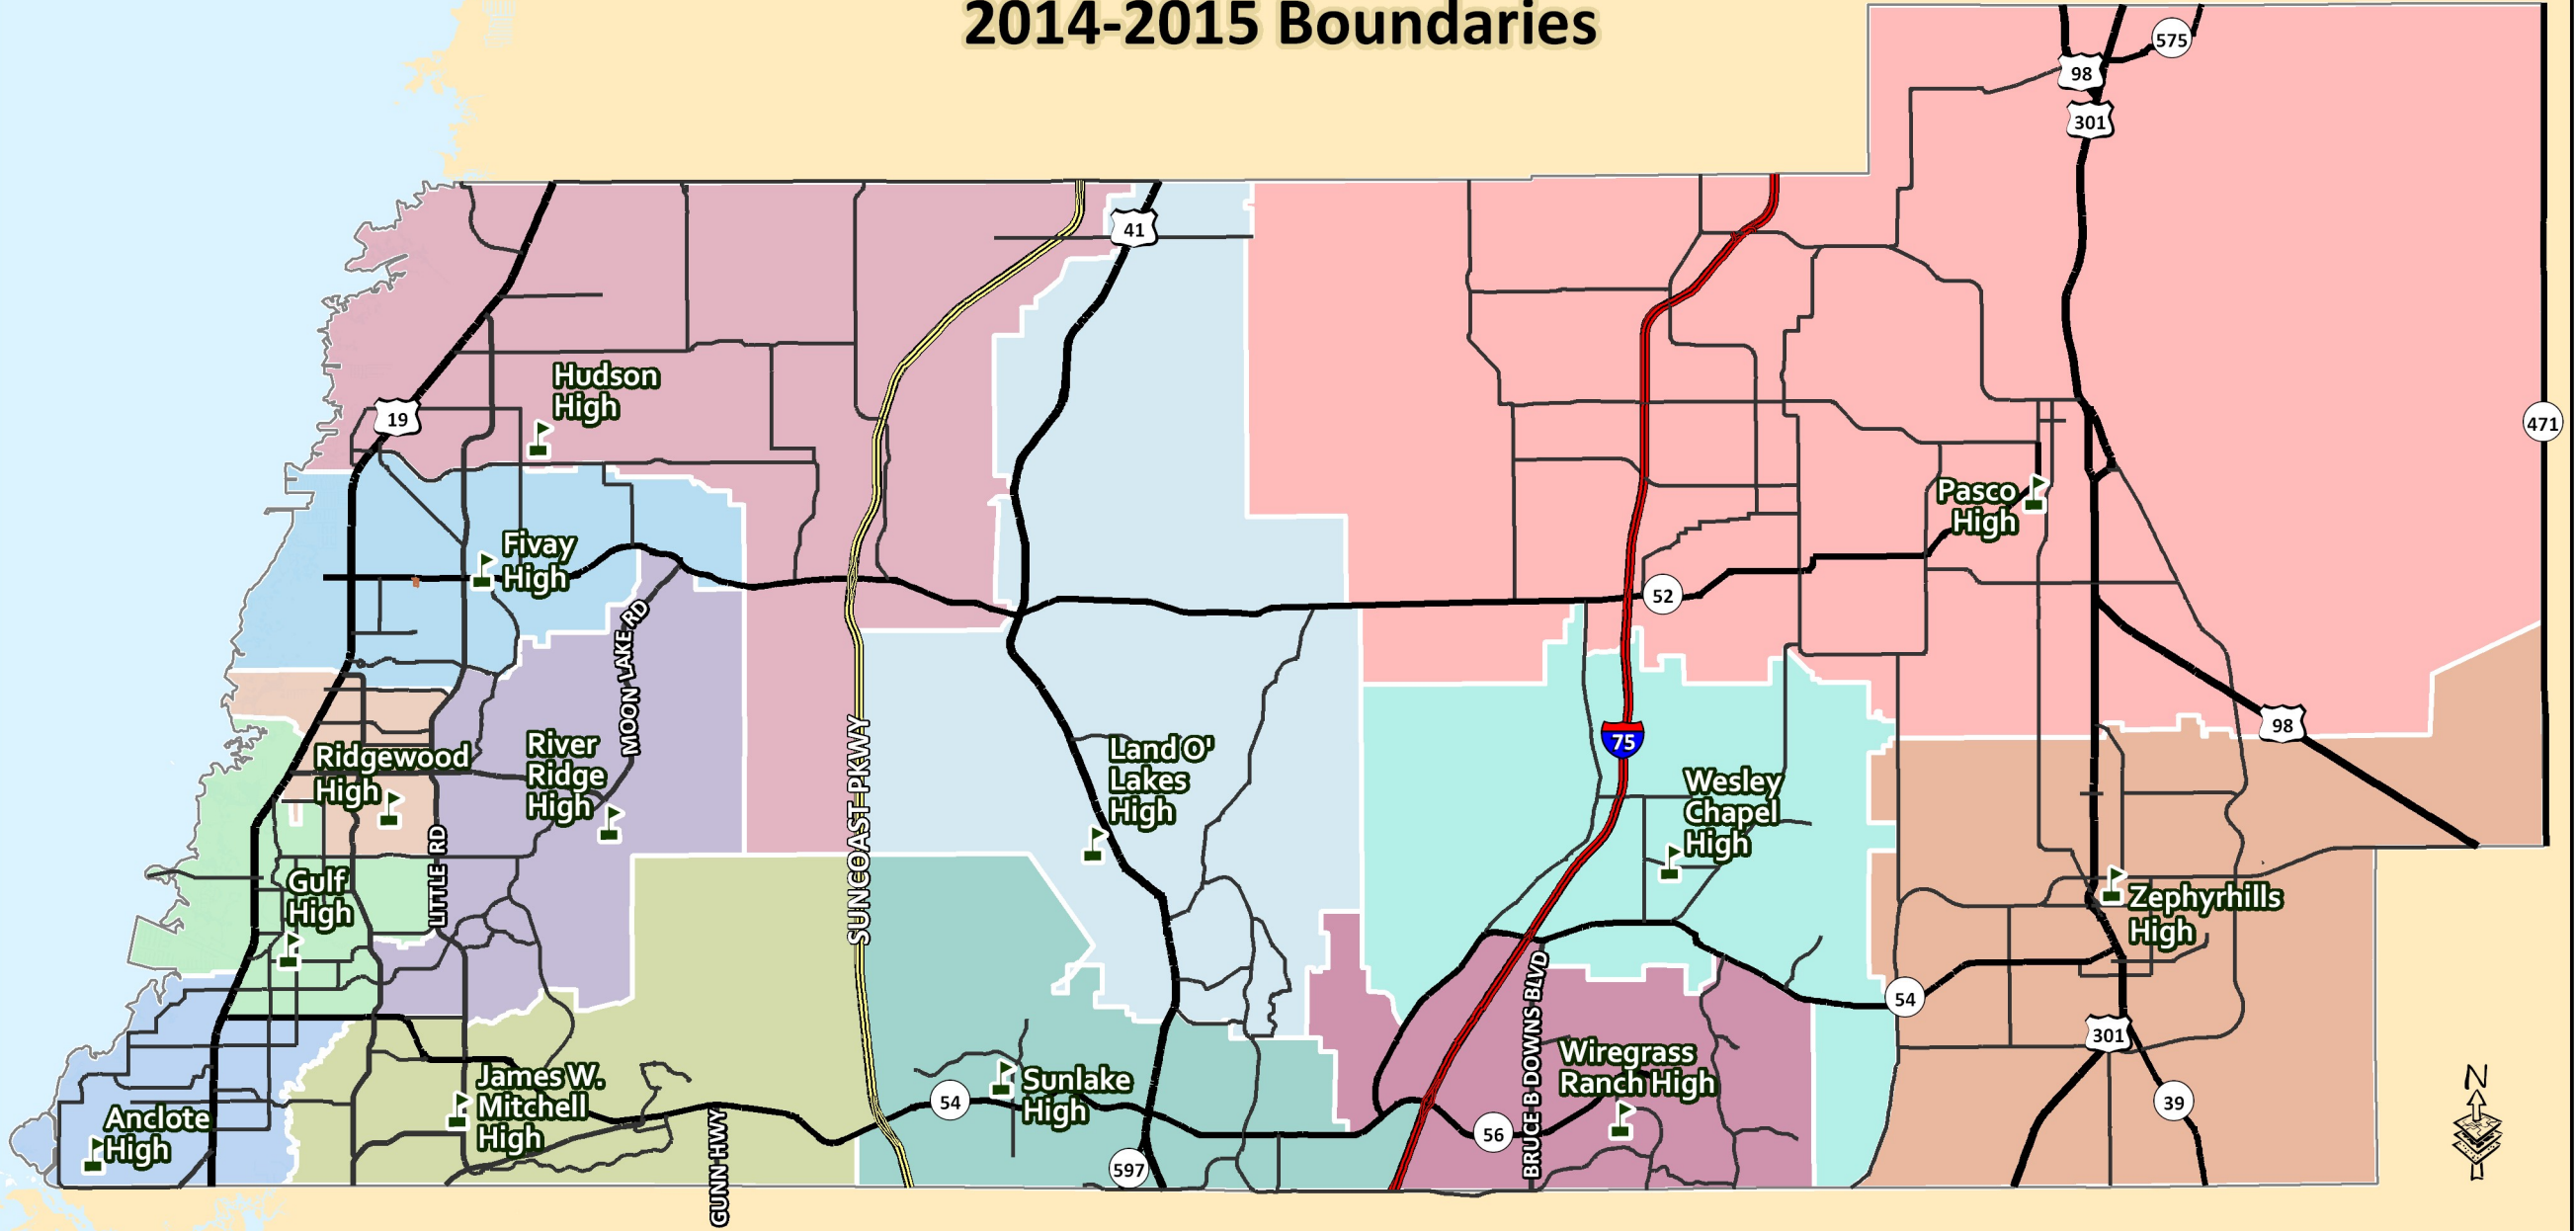 2014-2015 Boundaries
575
98
301
41
Hudson
High
19
471
Pasco
High
Fivay
High
52
MOON LAKE RD
98
SUNCOAST PKWY
75
Ridgewood
High
River
Ridge
High
Land O'
Lakes
High
Wesley
Chapel
High
LITTLE RD
Gulf
High
Zephyrhills
High
BRUCE B DOWNS BLVD
54
301
James W.
Mitchell
High
Sunlake
High
54
Wiregrass
Ranch High
N
Anclote
High
GUNN HWY
56
39
597